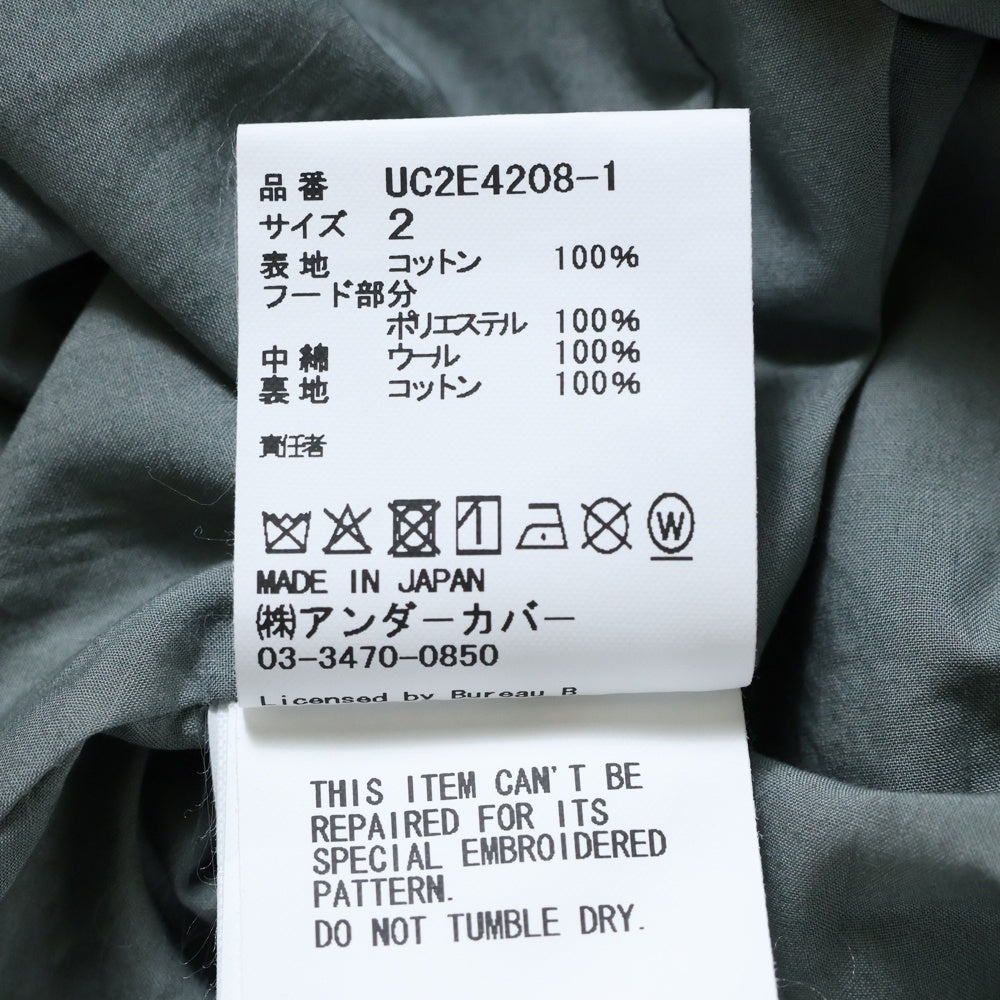 品番 UC2E4208-1
サイズ 2
表地 コットン 100%
フード部分
ポリエステル 100%
中綿 ウール 100%
裏地 コットン 100%
責任者
W
MADE IN JAPAN
(株)アンダーカバー
03-3470-0850
Licensed by Bureau B
THIS ITEM CAN'T BE
REPAIRED FOR ITS
SPECIAL EMBROIDERED
PATTERN.
DO NOT TUMBLE DRY.